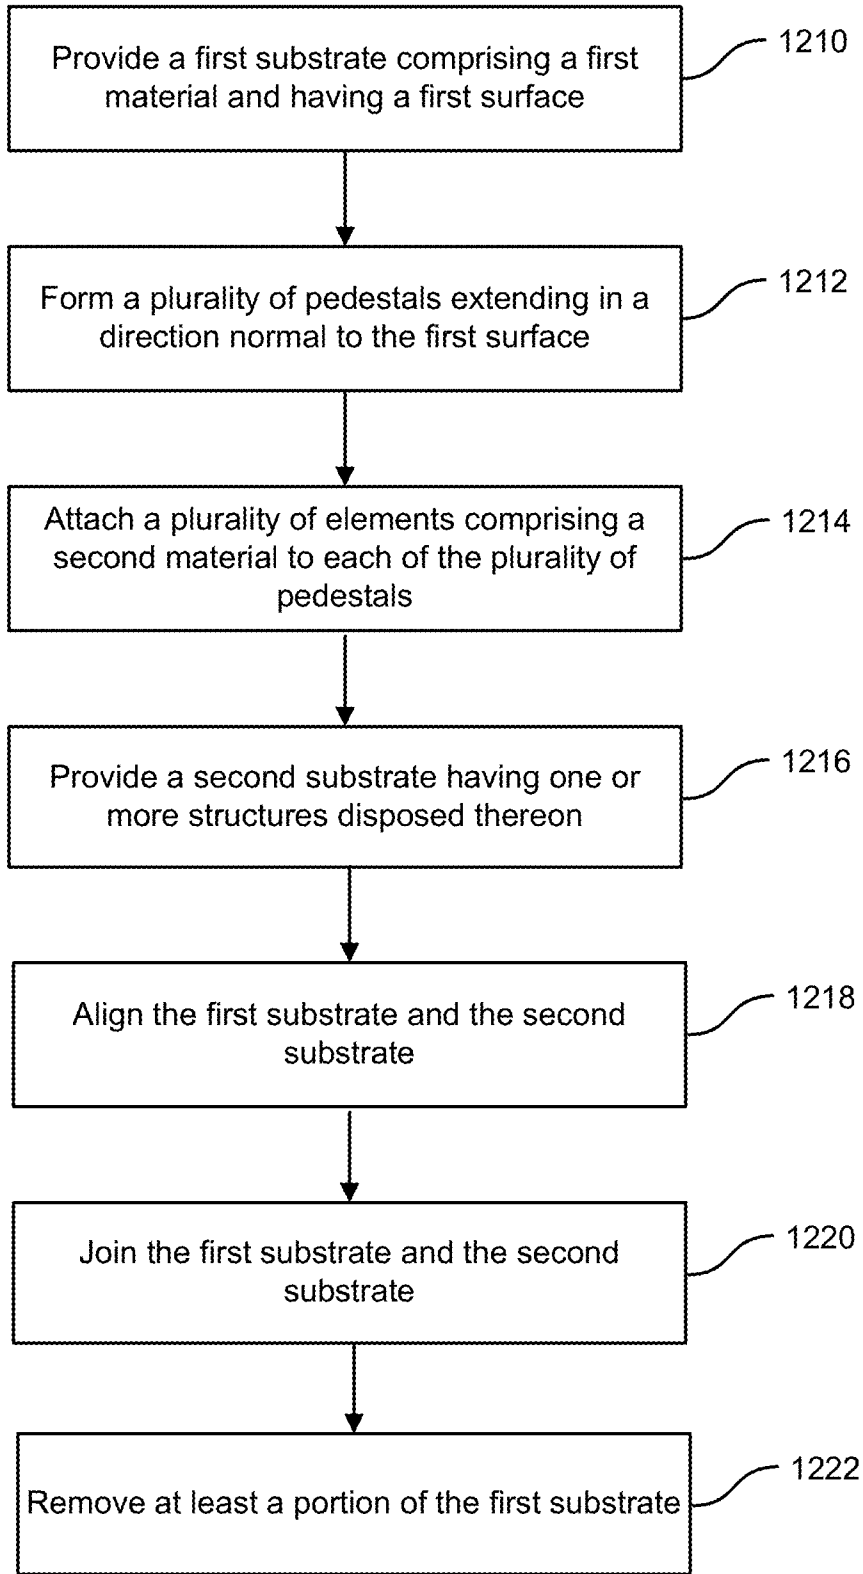 Provide a first substrate comprising a first
material and having a first surface
1210
Form a plurality of pedestals extending in a
direction normal to the first surface
1212
Attach a plurality of elements comprising a
second material to each of the plurality of
pedestals
1214
Provide a second substrate having one or
more structures disposed thereon
1216
Align the first substrate and the second
substrate
1218
Join the first substrate and the second
substrate
1220
Remove at least a portion of the first substrate
1222